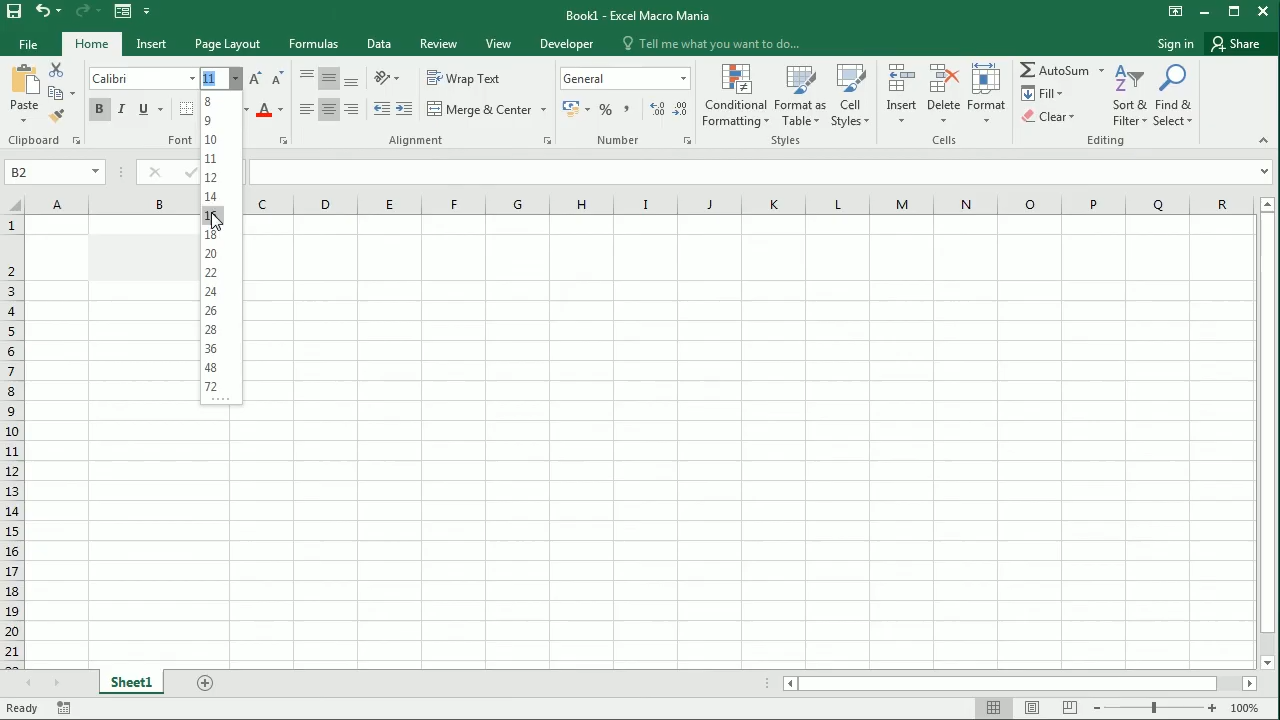 Book1 - Excel Macro Mania
File Home Insert Page Layout Formulas Data Review View Developer Tell me what you want to do... Sign in Share
Paste
Calibri 11
B I U A
Wrap Text
Merge & Center
General
% ,
Conditional Formatting
Format as Table
Cell Styles
Insert
Delete
Format
AutoSum
Fill
Clear
Sort & Filter
Find & Select
Clipboard Font Alignment Number Styles Cells Editing
8
9
10
11
12
14
18
20
22
24
26
28
36
48
72
B2
A B C D E F G H I J K L M N O P Q R
1
2
3
4
5
6
7
8
9
10
11
12
13
14
15
16
17
18
19
20
21
Sheet1
Ready 100%